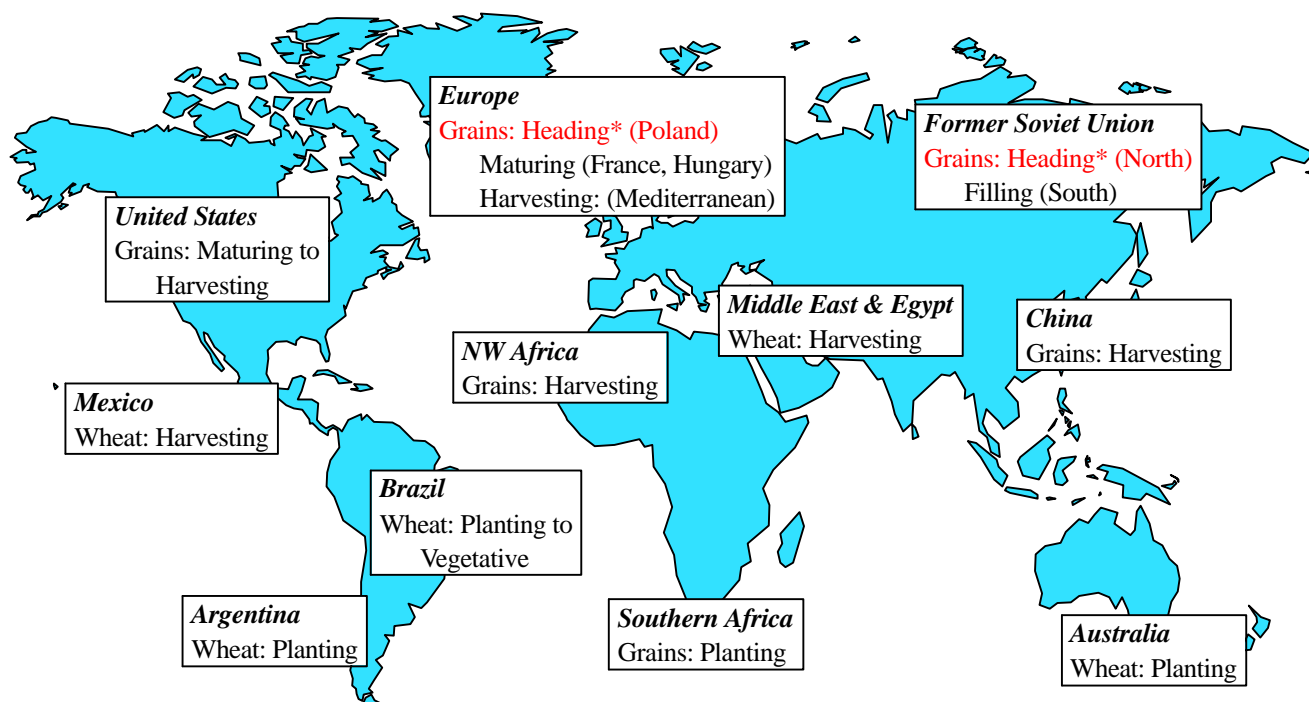 Europe
Grains: Heading* (Poland)
Maturing (France, Hungary)
Harvesting: (Mediterranean)
Former Soviet Union
Grains: Heading* (North)
Filling (South)
United States
Grains: Maturing to
Harvesting
Middle East & Egypt
Wheat: Harvesting
China
Grains: Harvesting
NW Africa
Grains: Harvesting
Mexico
Wheat: Harvesting
Brazil
Wheat: Planting to
Vegetative
Argentina
Wheat: Planting
Southern Africa
Grains: Planting
Australia
Wheat: Planting